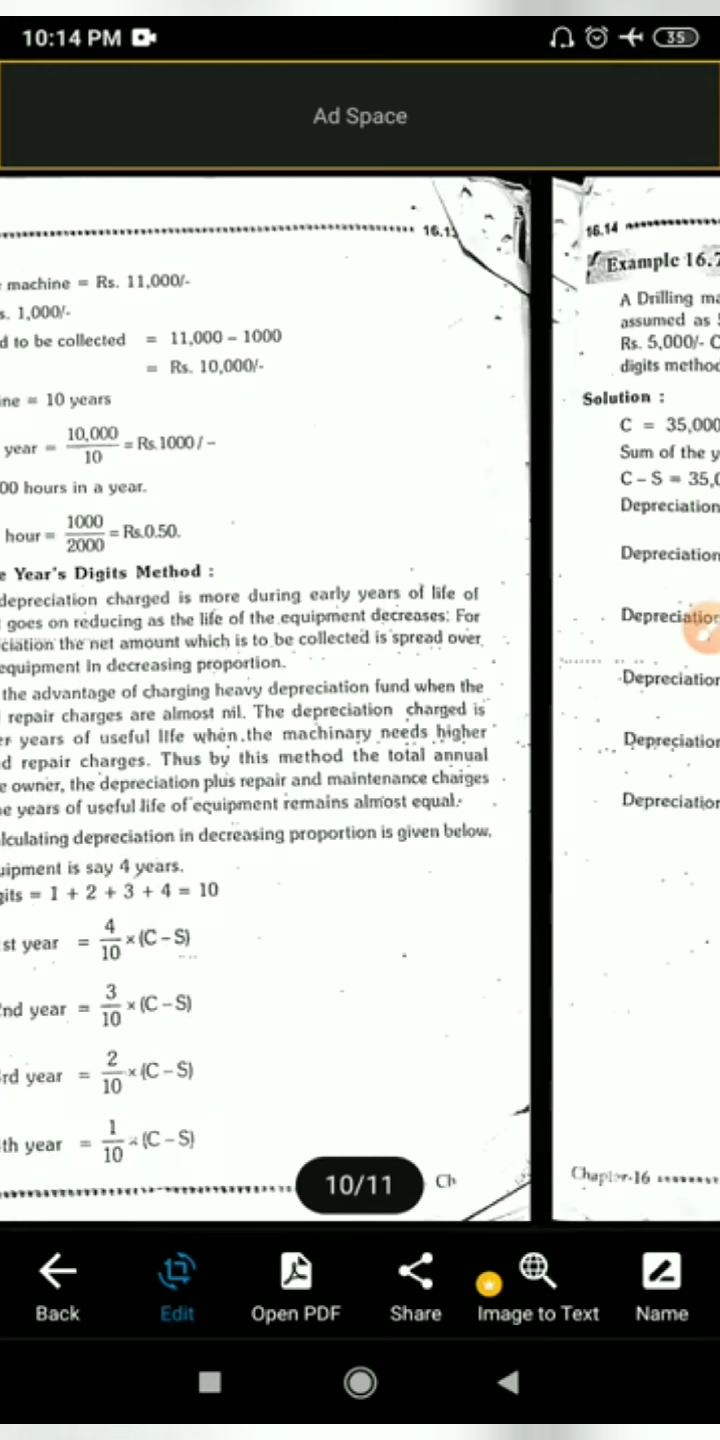 10:14 PM
35
Ad Space
16.13
machine = Rs. 11,000/-
s. 1,000/-
d to be collected = 11,000 – 1000
= Rs. 10,000/-
ine = 10 years
year = 10,000/10 = Rs.1000/–
00 hours in a year.
hour = 1000/2000 = Rs.0.50.
e Year's Digits Method :
depreciation charged is more during early years of life of
goes on reducing as the life of the equipment decreases. For
ciation the net amount which is to be collected is spread over
equipment in decreasing proportion.
the advantage of charging heavy depreciation fund when the
repair charges are almost nil. The depreciation charged is
er years of useful life when the machinary needs higher
d repair charges. Thus by this method the total annual
e owner, the depreciation plus repair and maintenance chaiges
he years of useful life of equipment remains almost equal.
lculating depreciation in decreasing proportion is given below.
uipment is say 4 years.
gits = 1 + 2 + 3 + 4 = 10
st year = 4/10 × (C – S)
2nd year = 3/10 × (C – S)
3rd year = 2/10 × (C – S)
th year = 1/10 × (C – S)
Ch
16.14
Example 16.7
A Drilling ma
assumed as 5
Rs. 5,000/- C
digits method
Solution :
C = 35,000
Sum of the y
C – S = 35,0
Depreciation
Depreciation
Depreciation
Depreciation
Depreciation
Depreciation
Chapter-16
10/11
Back
Edit
Open PDF
Share
Image to Text
Name